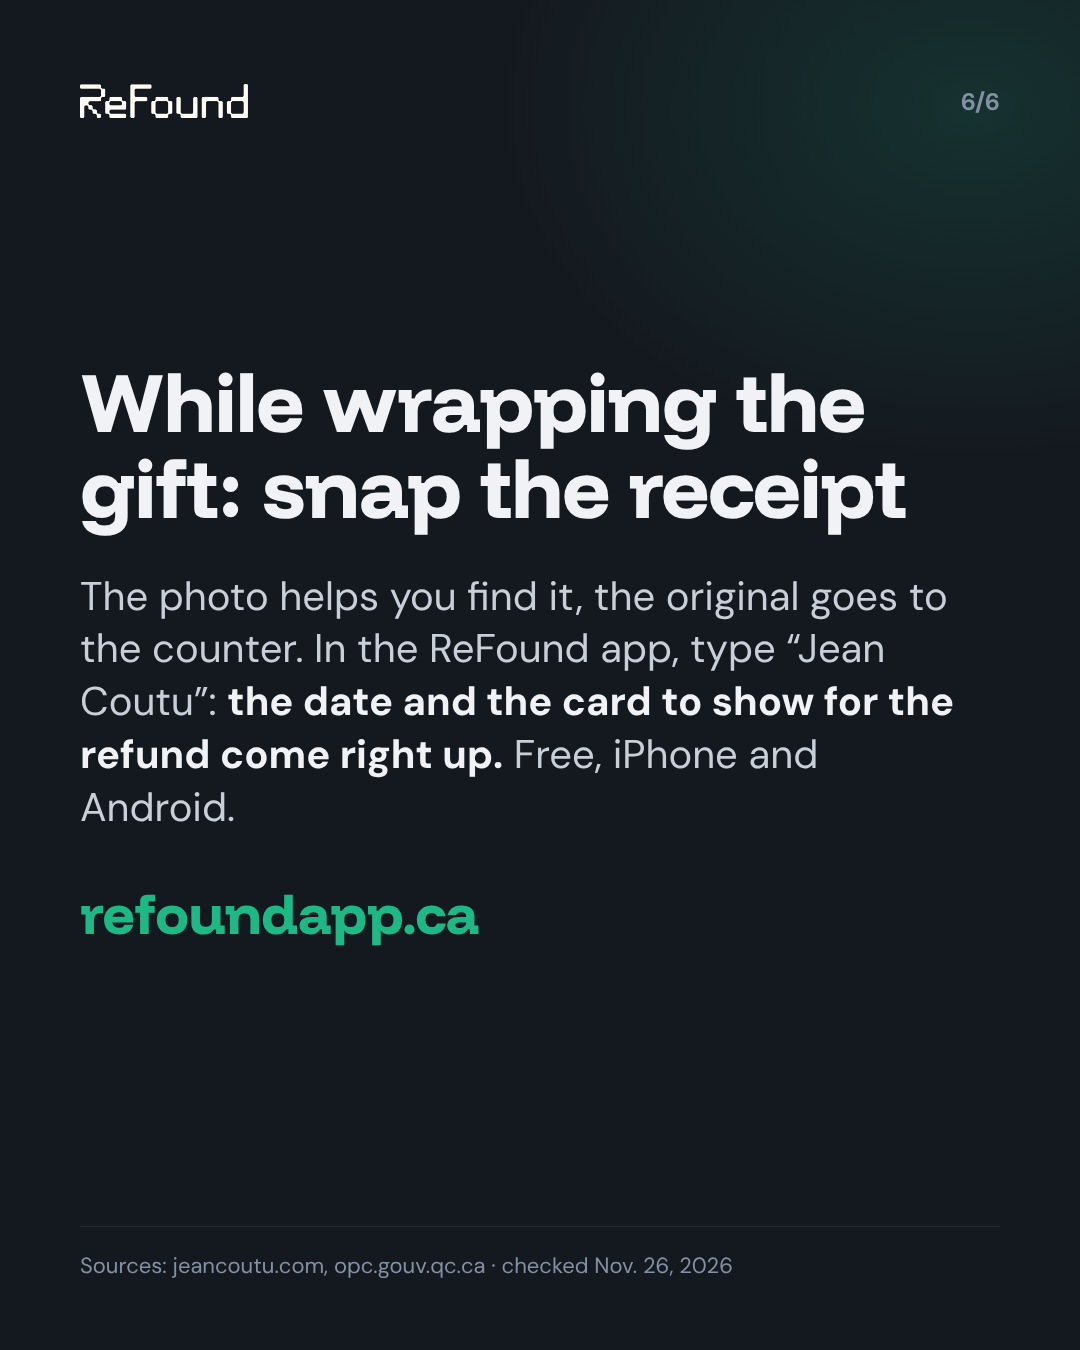 ReFound
6/6
While wrapping the
gift: snap the receipt
The photo helps you find it, the original goes to
the counter. In the ReFound app, type “Jean
Coutu”: the date and the card to show for the
refund come right up. Free, iPhone and
Android.
refoundapp.ca
Sources: jeancoutu.com, opc.gouv.qc.ca · checked Nov. 26, 2026